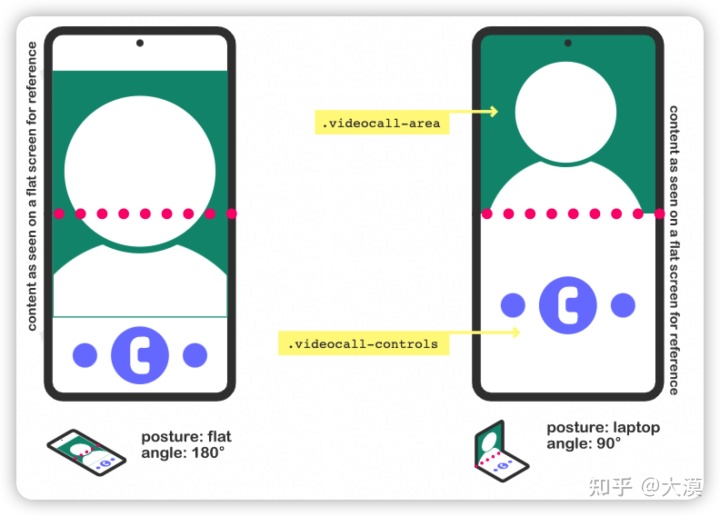 content as seen on a flat screen for reference
.videocall-area
.videocall-controls
content as seen on a flat screen for reference
posture: flat
angle: 180°
posture: laptop
angle: 90°
知乎 @大漠